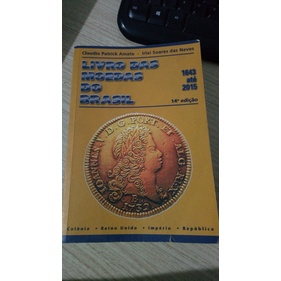 Claudio Patrick Amato - Irlei Soares das Neves
LIVRO DAS
MOEDAS
DO
BRASIL
1643
até
2015
14ª edição
Colônia • Reino Unido • Império • República